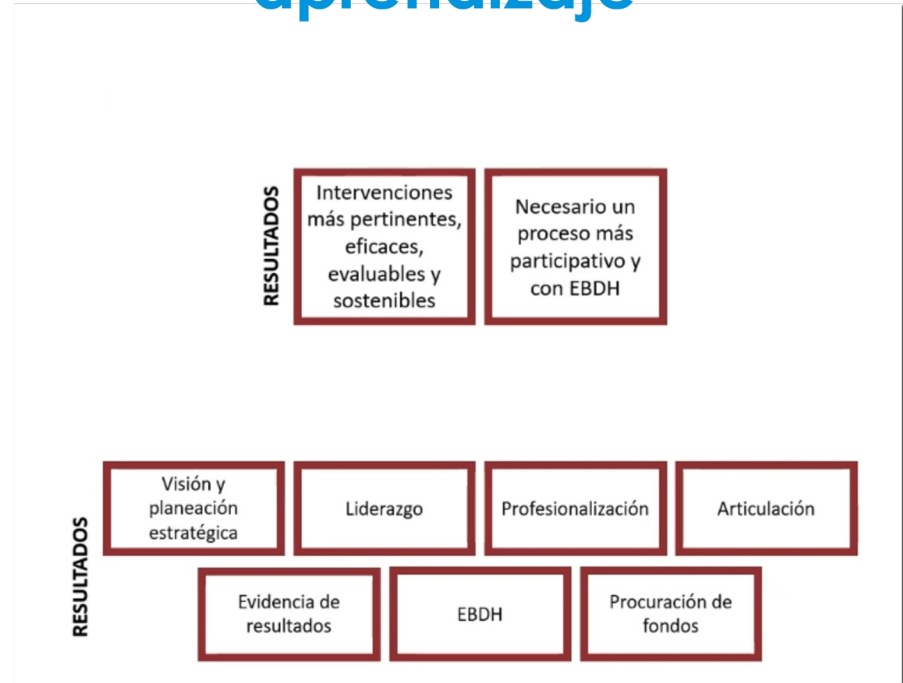 aprendizaje
RESULTADOS
Intervenciones
más pertinentes,
eficaces,
evaluables y
sostenibles
Necesario un
proceso más
participativo y
con EBDH
RESULTADOS
Visión y
planeación
estratégica
Liderazgo
Profesionalización
Articulación
Evidencia de
resultados
EBDH
Procuración de
fondos